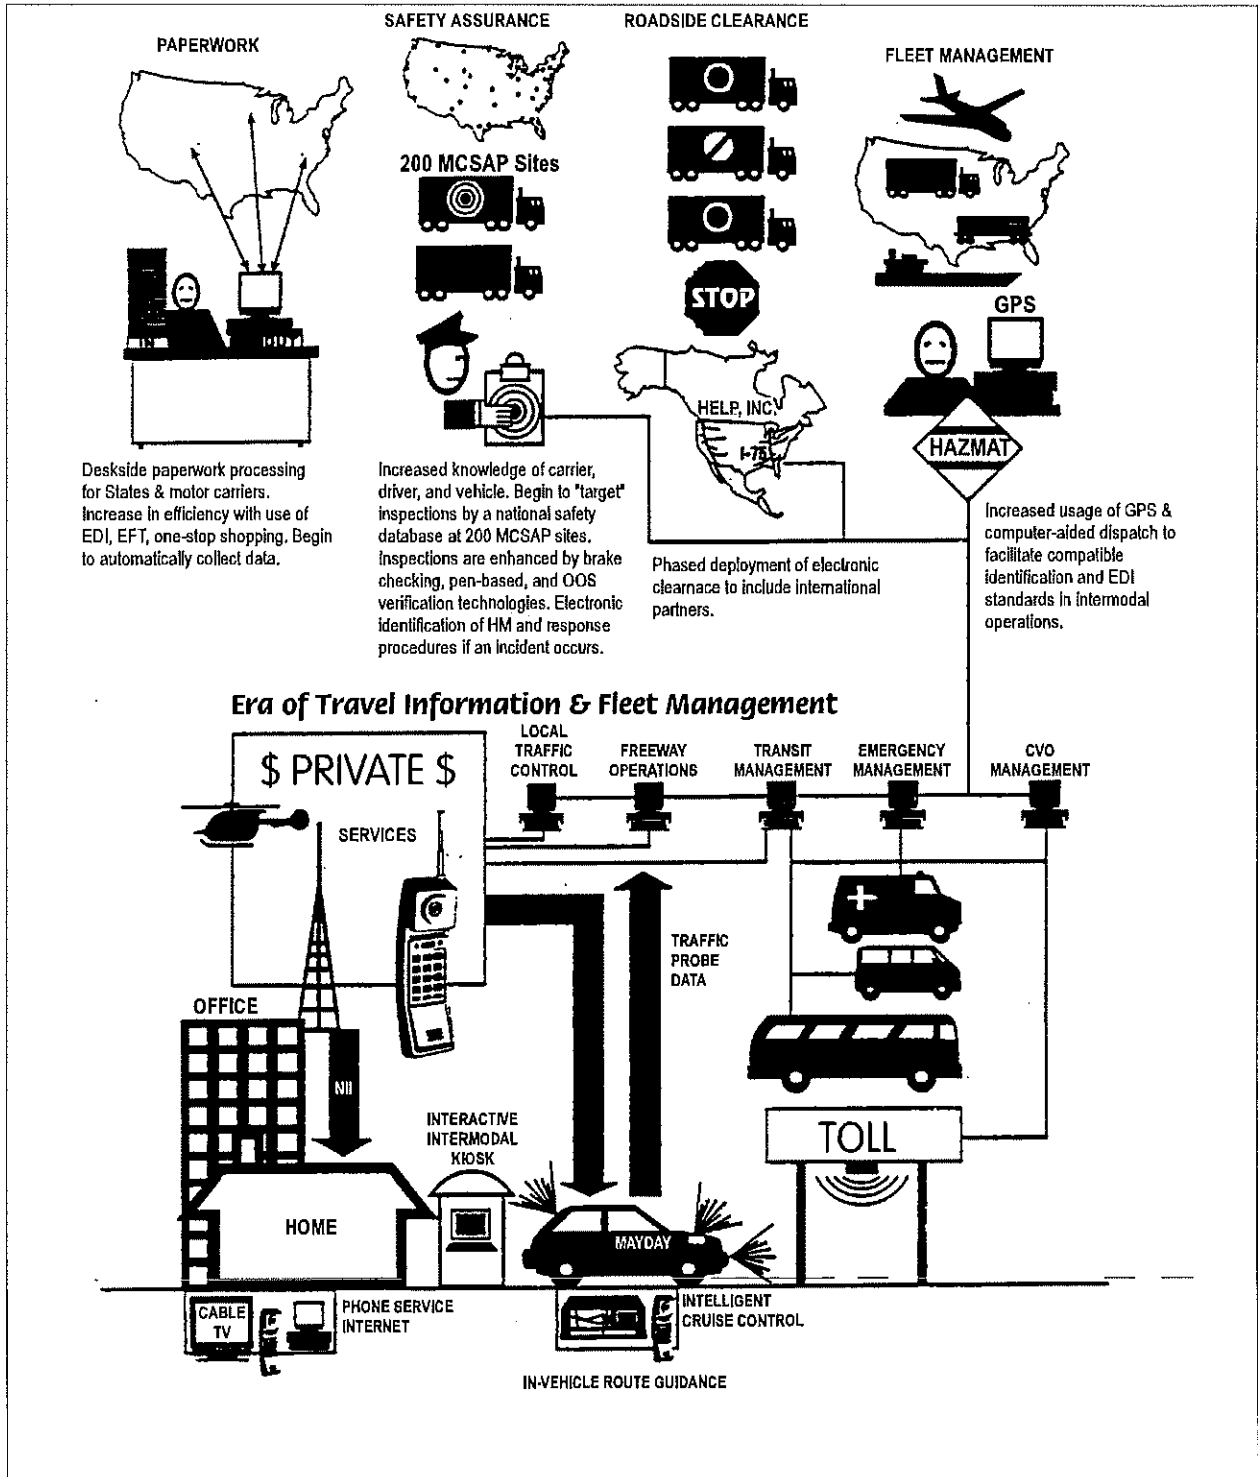 PAPERWORK
IN
OUT
Deskside paperwork processing
for States & motor carriers.
Increase in efficiency with use of
EDI, EFT, one-stop shopping. Begin
to automatically collect data.
SAFETY ASSURANCE
200 MCSAP Sites
Increased knowledge of carrier,
driver, and vehicle. Begin to "target"
inspections by a national safety
database at 200 MCSAP sites.
Inspections are enhanced by brake
checking, pen-based, and OOS
verification technologies. Electronic
identification of HM and response
procedures if an incident occurs.
ROADSIDE CLEARANCE
STOP
HELP, INC.
I-75
Phased deployment of electronic
clearnace to include international
partners.
FLEET MANAGEMENT
GPS
HAZMAT
Increased usage of GPS &
computer-aided dispatch to
facilitate compatible
identification and EDI
standards in intermodal
operations.
Era of Travel Information & Fleet Management
$ PRIVATE $
SERVICES
LOCAL
TRAFFIC
CONTROL
FREEWAY
OPERATIONS
TRANSIT
MANAGEMENT
EMERGENCY
MANAGEMENT
CVO
MANAGEMENT
TRAFFIC
PROBE
DATA
OFFICE
NII
INTERACTIVE
INTERMODAL
KIOSK
TOLL
HOME
MAYDAY
CABLE
TV
PHONE SERVICE
INTERNET
INTELLIGENT
CRUISE CONTROL
IN-VEHICLE ROUTE GUIDANCE